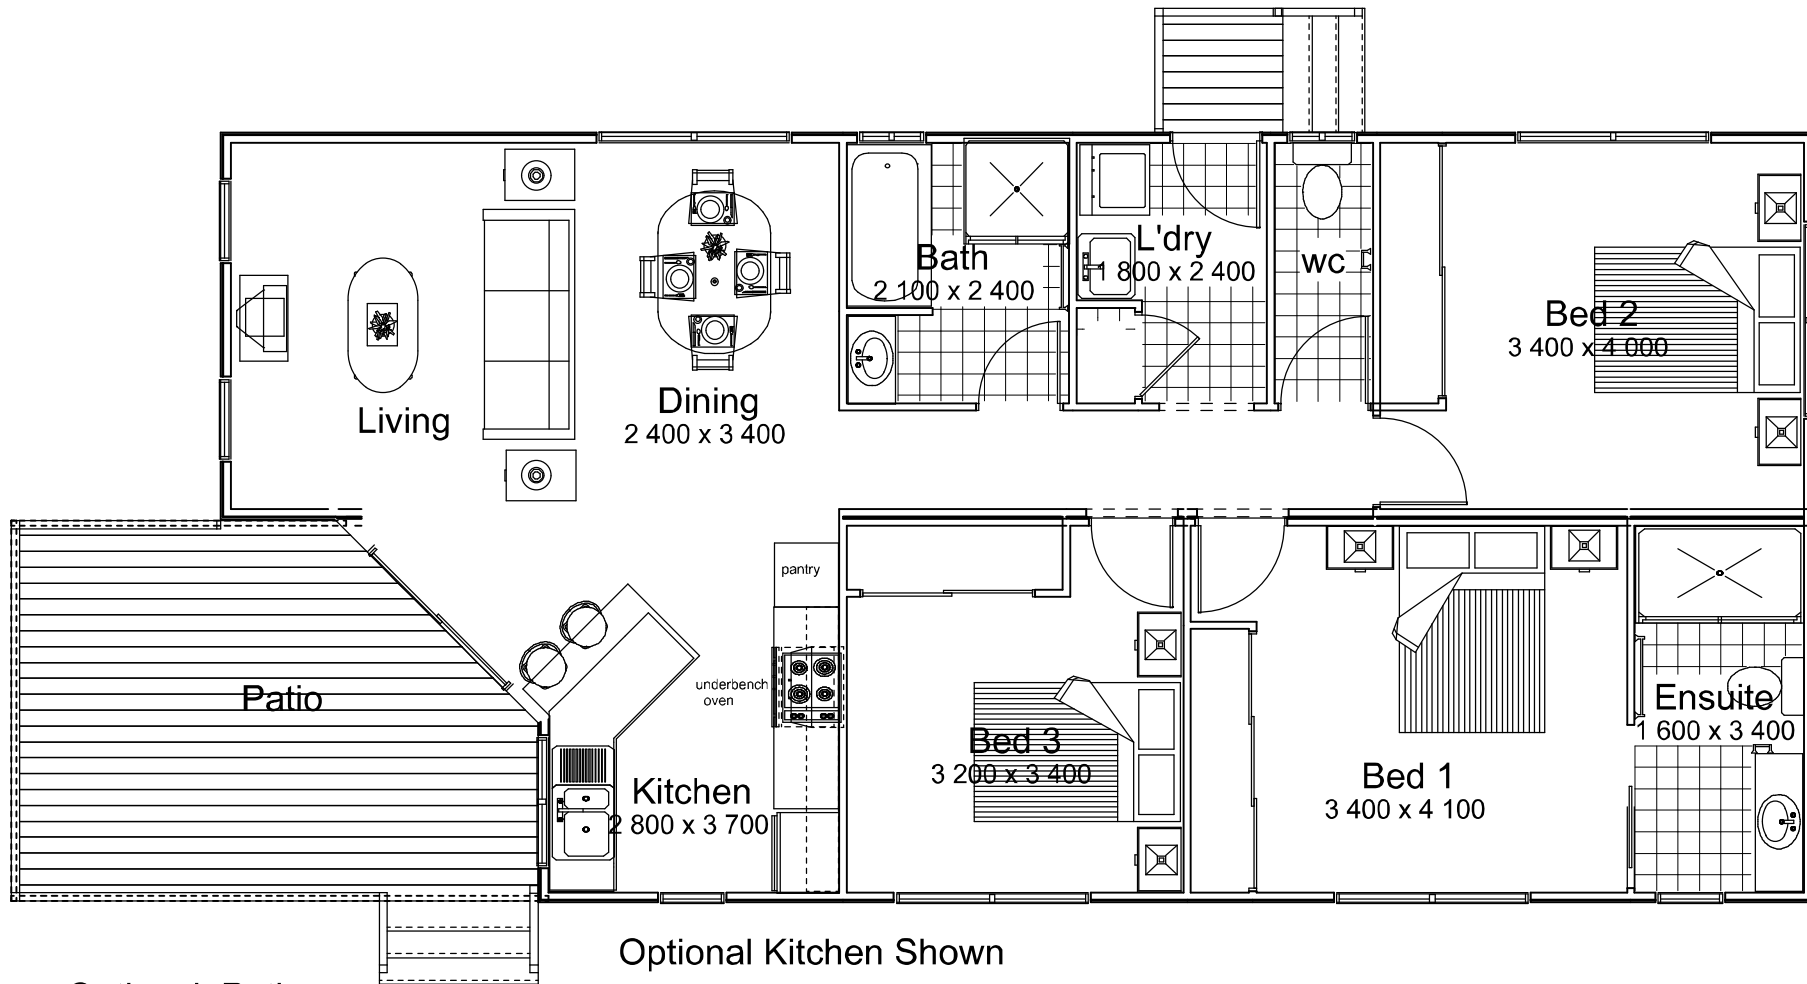 Bath
2 100 x 2 400
L'dry
1 800 x 2 400
wc
Bed 2
3 400 x 4 000
Living
Dining
2 400 x 3 400
pantry
underbench
oven
Patio
Kitchen
2 800 x 3 700
Bed 3
3 200 x 3 400
Bed 1
3 400 x 4 100
Ensuite
1 600 x 3 400
Optional Kitchen Shown